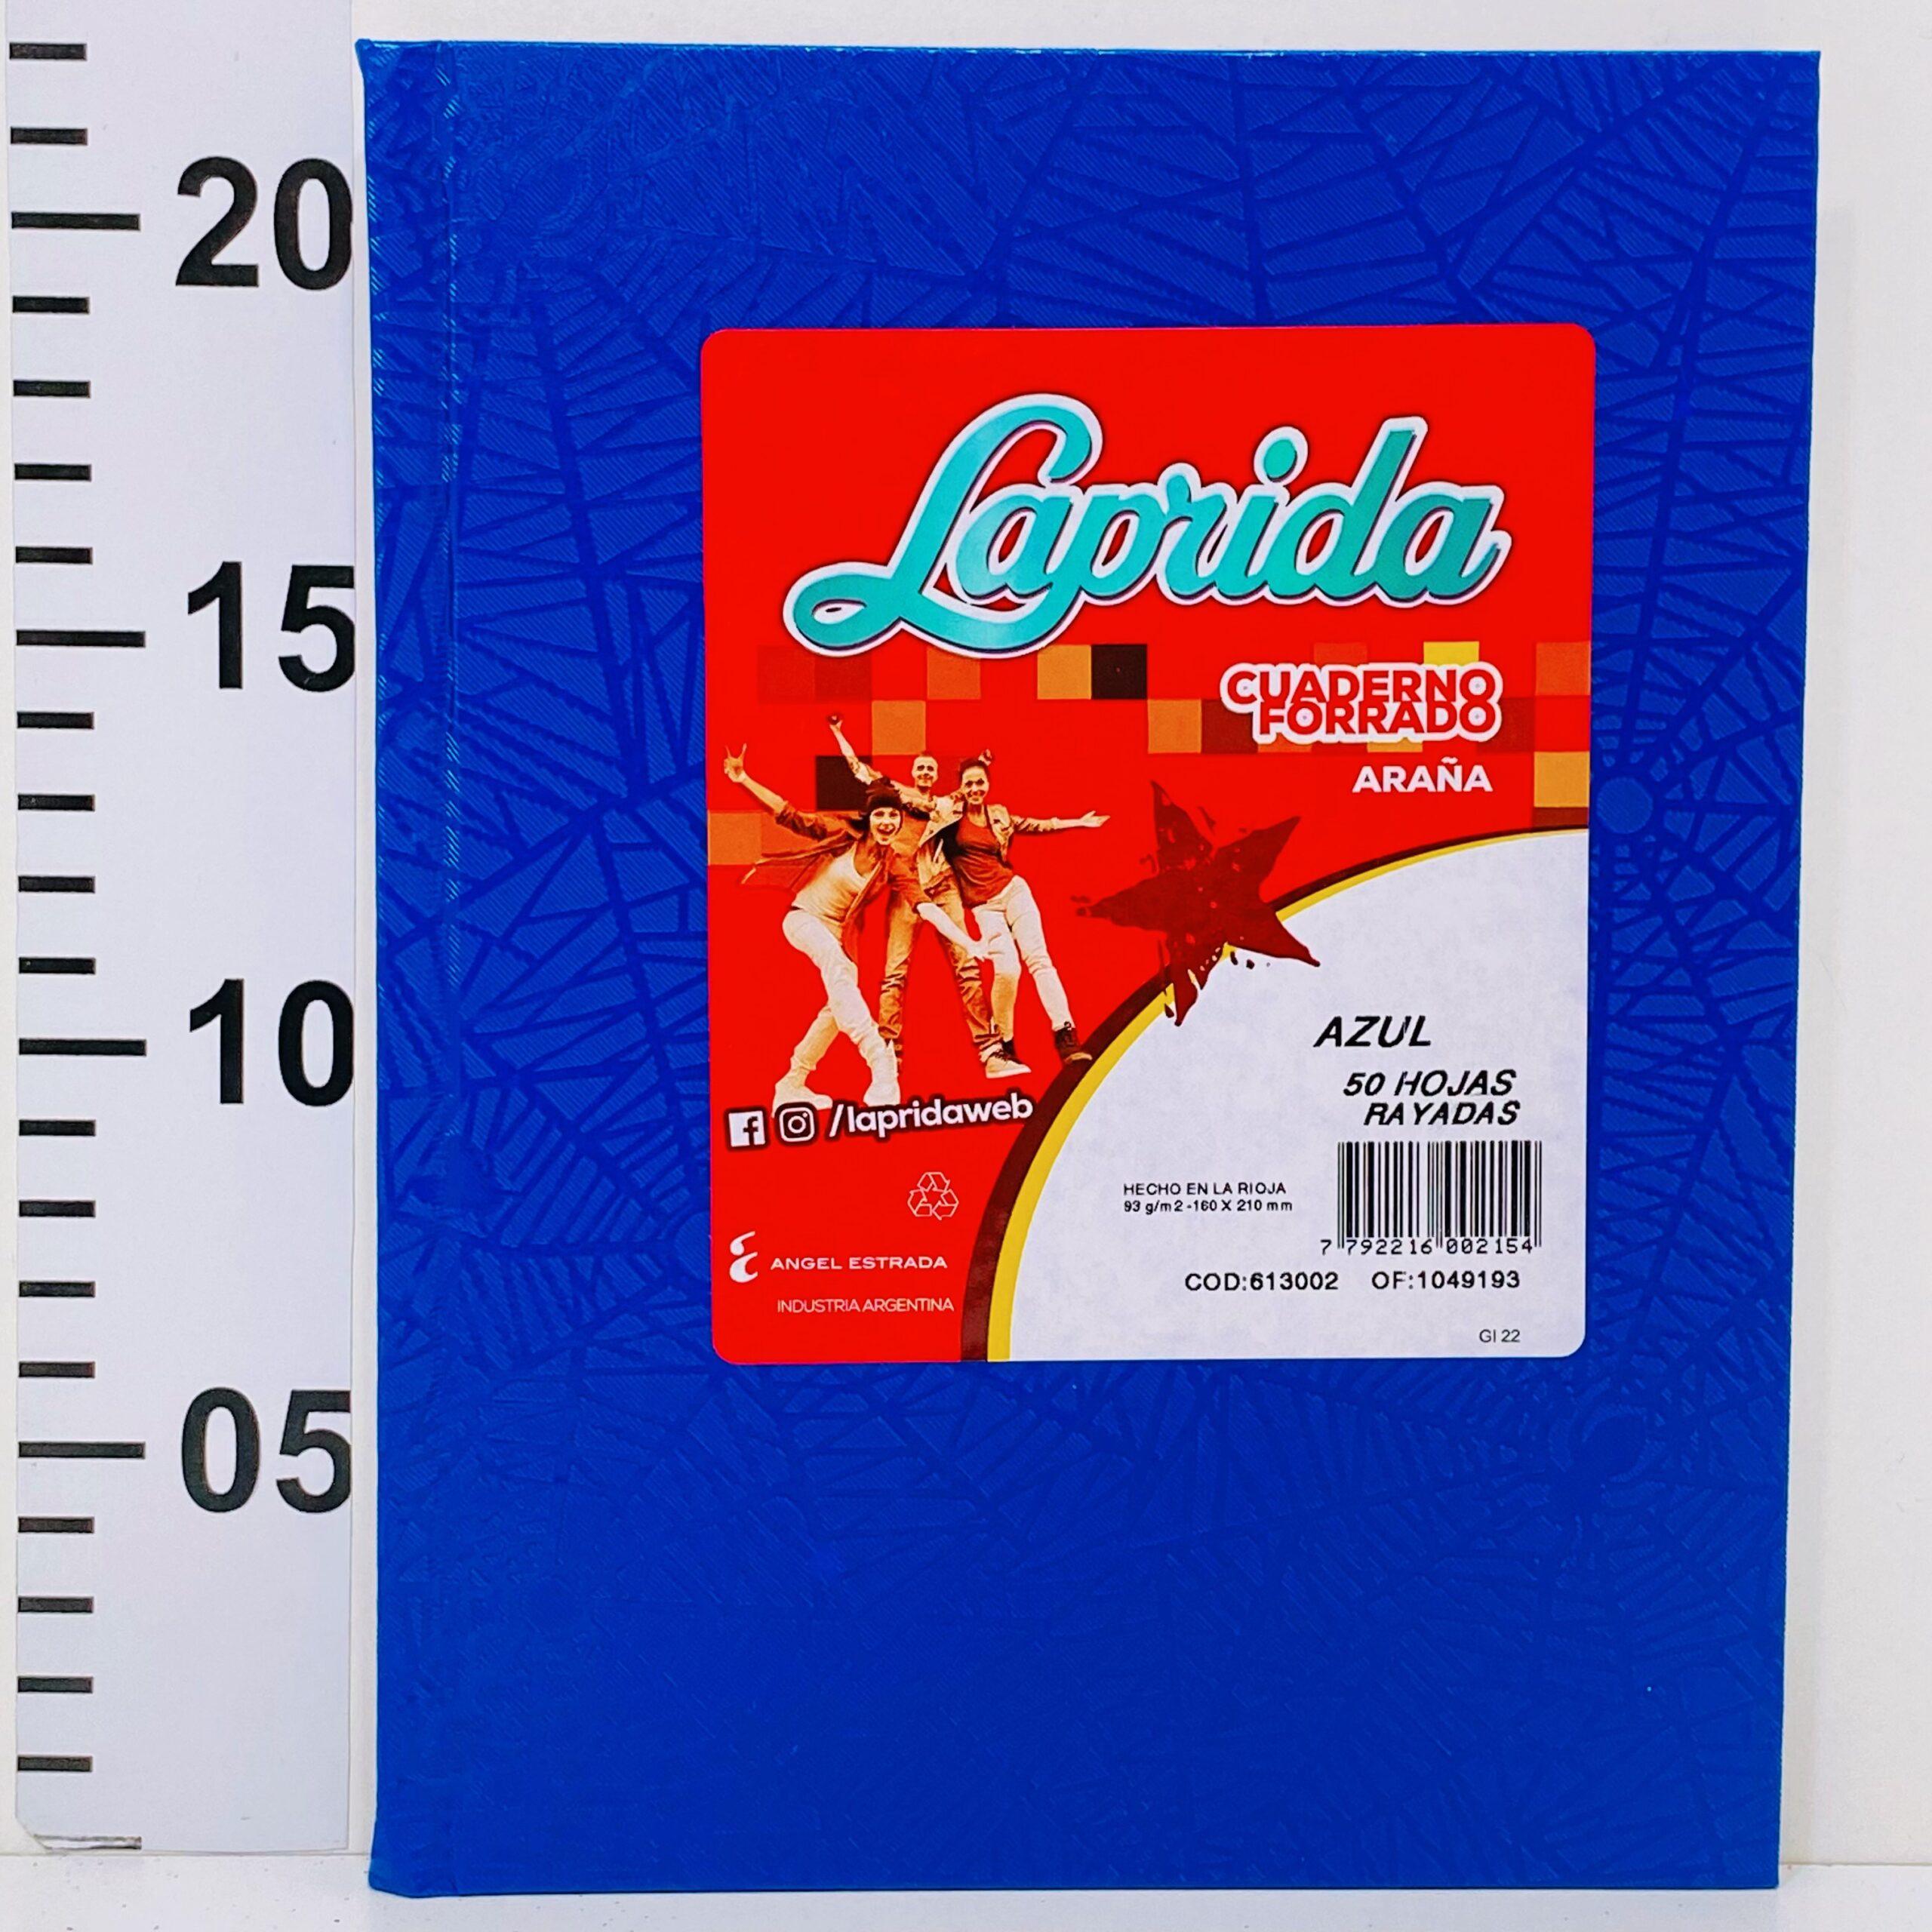 20
15
10
05
Laprida
CUADERNO
FORRADO
ARAÑA
AZUL
50 HOJAS
RAYADAS
/lapridaweb
HECHO EN LA RIOJA
93 g/m2 -160 X 210 mm
7 792216 002154
ANGEL ESTRADA
COD:613002 OF:1049193
INDUSTRIA ARGENTINA
GI 22